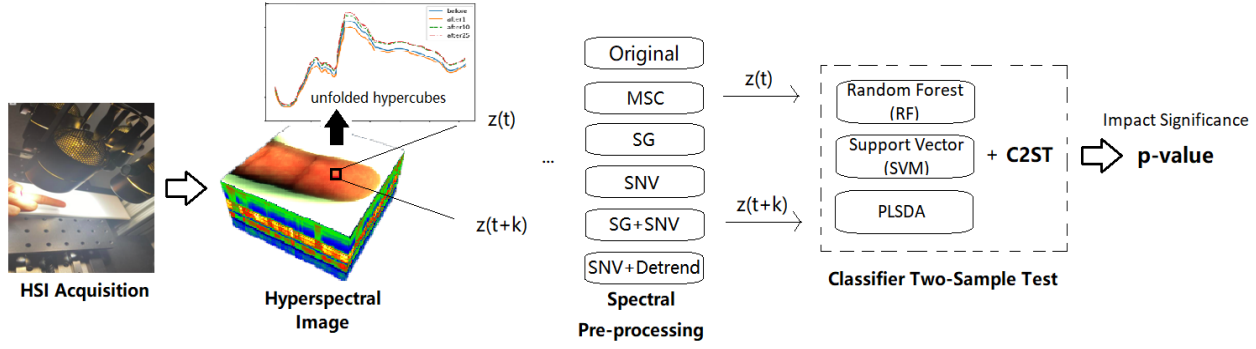 before
after1
after10
after25
unfolded hypercubes
z(t)
z(t+k)
...
HSI Acquisition
Hyperspectral
Image
Original
MSC
SG
SNV
SG+SNV
SNV+Detrend
Spectral
Pre-processing
z(t)
z(t+k)
Random Forest
(RF)
Support Vector
(SVM)
PLSDA
+ C2ST
Classifier Two-Sample Test
Impact Significance
p-value